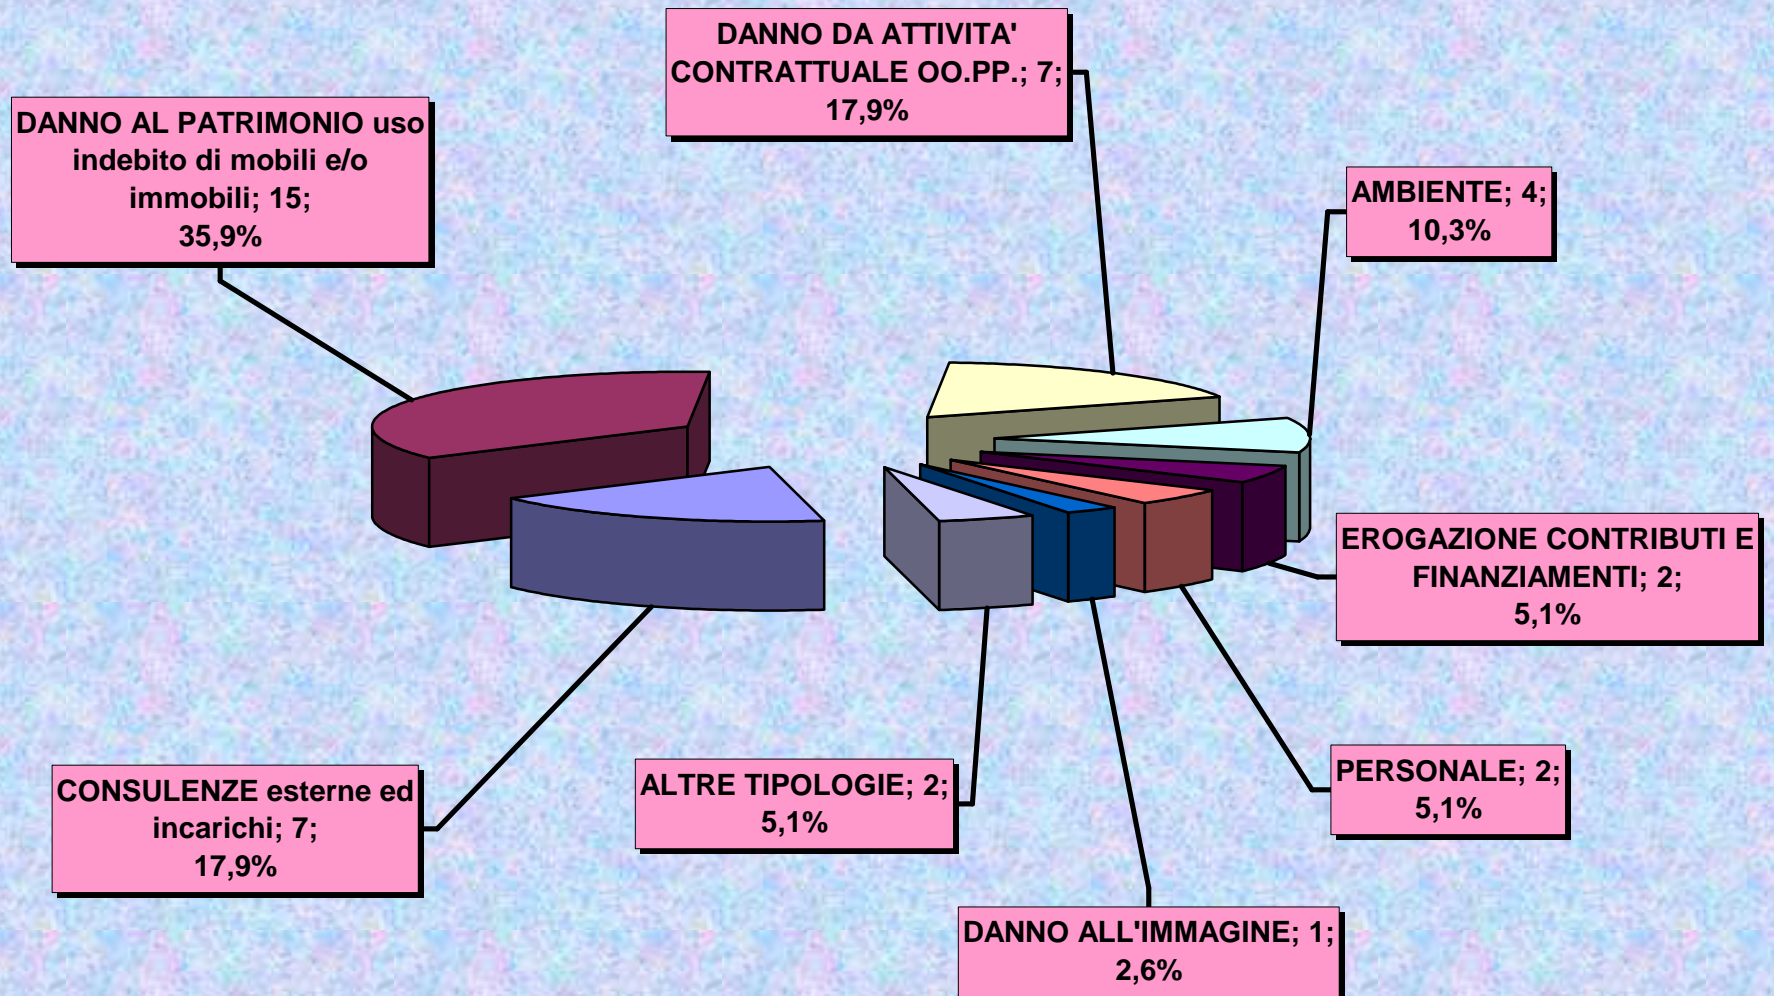 DANNO DA ATTIVITA'
CONTRATTUALE OO.PP.; 7;
17,9%
DANNO AL PATRIMONIO uso
indebito di mobili e/o
immobili; 15;
35,9%
AMBIENTE; 4;
10,3%
EROGAZIONE CONTRIBUTI E
FINANZIAMENTI; 2;
5,1%
PERSONALE; 2;
5,1%
ALTRE TIPOLOGIE; 2;
5,1%
CONSULENZE esterne ed
incarichi; 7;
17,9%
DANNO ALL'IMMAGINE; 1;
2,6%